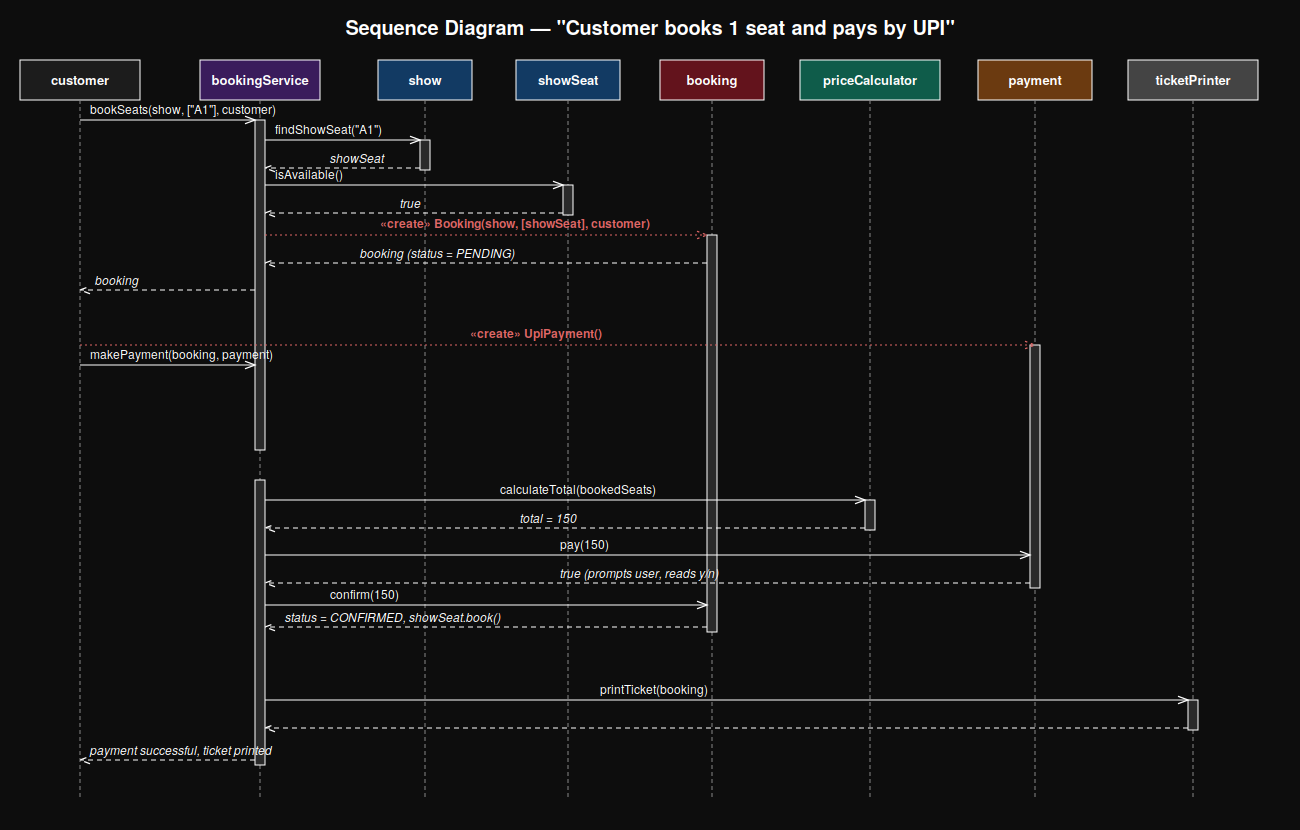 Sequence Diagram — "Customer books 1 seat and pays by UPI"
customer
bookingService
show
showSeat
booking
priceCalculator
payment
ticketPrinter
bookSeats(show, ["A1"], customer)
findShowSeat("A1")
showSeat
isAvailable()
true
«create» Booking(show, [showSeat], customer)
booking (status = PENDING)
booking
«create» UpiPayment()
makePayment(booking, payment)
calculateTotal(bookedSeats)
total = 150
pay(150)
true (prompts user, reads y/n)
confirm(150)
status = CONFIRMED, showSeat.book()
printTicket(booking)
payment successful, ticket printed